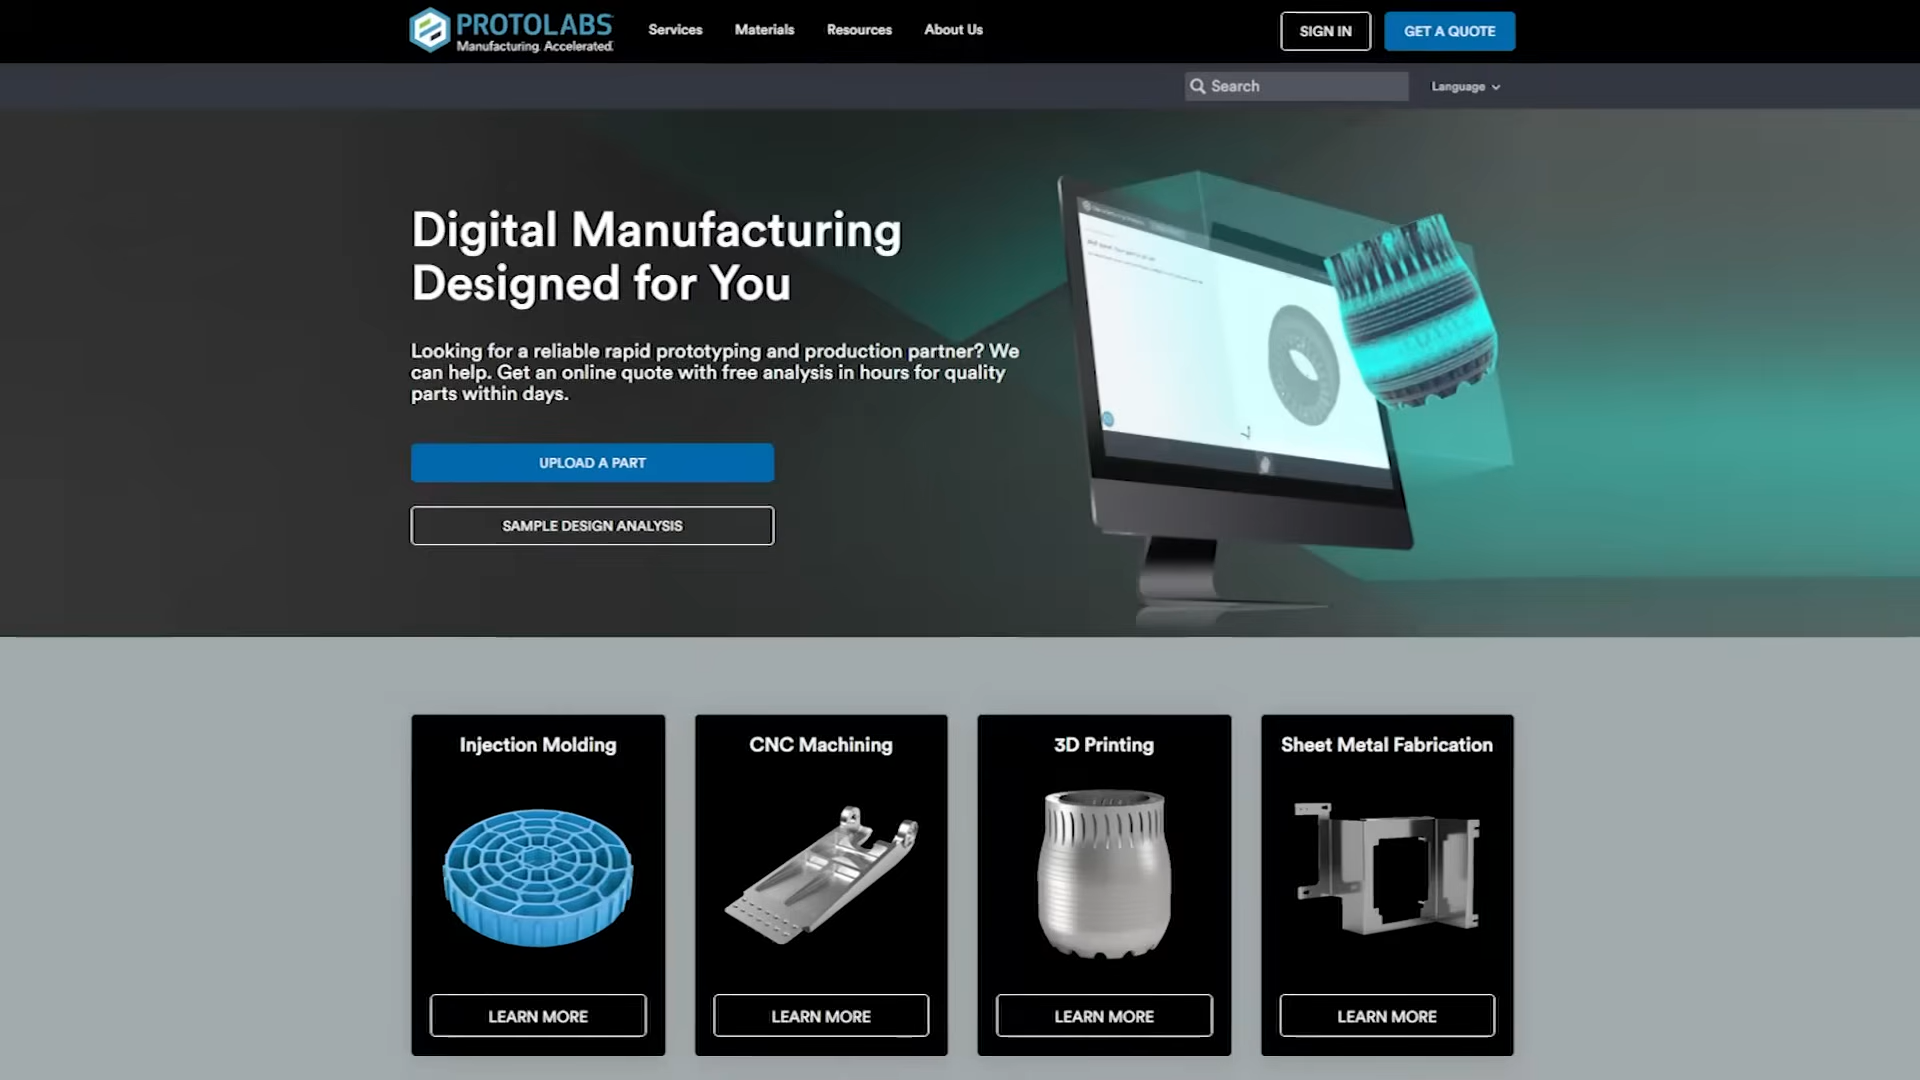 PROTOLABS
Manufacturing. Accelerated.
Services
Materials
Resources
About Us
SIGN IN
GET A QUOTE
Search
Language
Digital Manufacturing
Designed for You
Looking for a reliable rapid prototyping and production partner? We
can help. Get an online quote with free analysis in hours for quality
parts within days.
UPLOAD A PART
SAMPLE DESIGN ANALYSIS
Injection Molding
CNC Machining
3D Printing
Sheet Metal Fabrication
LEARN MORE
LEARN MORE
LEARN MORE
LEARN MORE